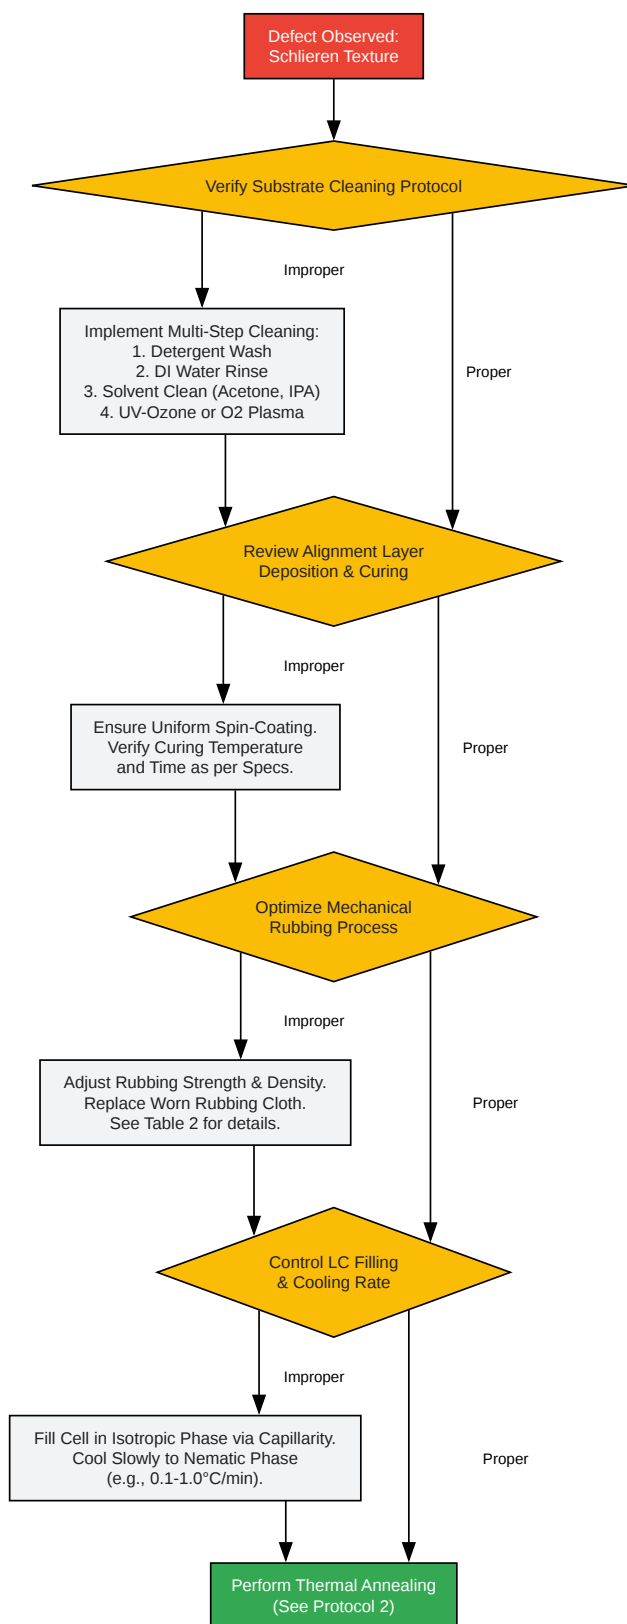 Defect Observed:
Schlieren Texture
Verify Substrate Cleaning Protocol
Improper
Implement Multi-Step Cleaning:
1. Detergent Wash
2. DI Water Rinse
3. Solvent Clean (Acetone, IPA)
4. UV-Ozone or O2 Plasma
Proper
Review Alignment Layer
Deposition & Curing
Improper
Ensure Uniform Spin-Coating.
Verify Curing Temperature
and Time as per Specs.
Proper
Optimize Mechanical
Rubbing Process
Improper
Adjust Rubbing Strength & Density.
Replace Worn Rubbing Cloth.
See Table 2 for details.
Proper
Control LC Filling
& Cooling Rate
Improper
Fill Cell in Isotropic Phase via Capillarity.
Cool Slowly to Nematic Phase
(e.g., 0.1-1.0°C/min).
Proper
Perform Thermal Annealing
(See Protocol 2)